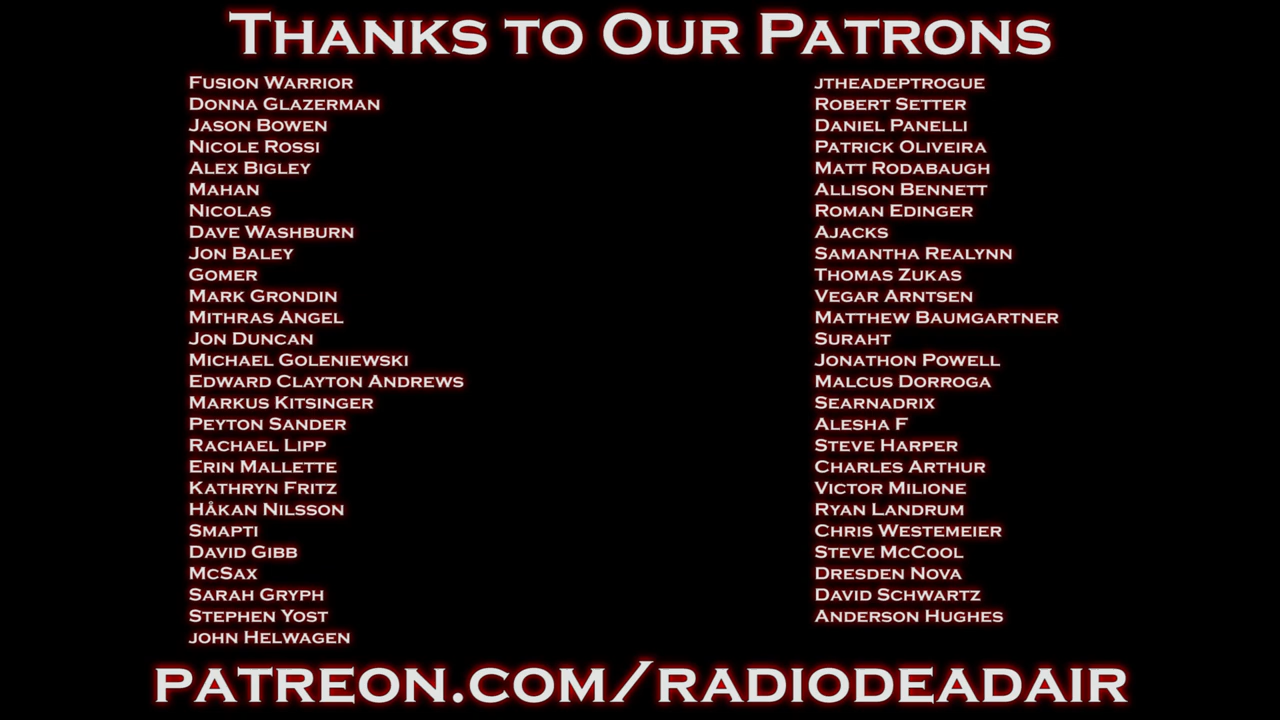 Thanks to Our Patrons
Fusion Warrior
Donna Glazerman
Jason Bowen
Nicole Rossi
Alex Bigley
Mahan
Nicolas
Dave Washburn
Jon Baley
Gomer
Mark Grondin
Mithras Angel
Jon Duncan
Michael Goleniewski
Edward Clayton Andrews
Markus Kitsinger
Peyton Sander
Rachael Lipp
Erin Mallette
Kathryn Fritz
Håkan Nilsson
Smapti
David Gibb
McSax
Sarah Gryph
Stephen Yost
john Helwagen
jtheadeptrogue
Robert Setter
Daniel Panelli
Patrick Oliveira
Matt Rodabaugh
Allison Bennett
Roman Edinger
Ajacks
Samantha Realynn
Thomas Zukas
Vegar Arntsen
Matthew Baumgartner
Suraht
Jonathon Powell
Malcus Dorroga
Searnadrix
Alesha F
Steve Harper
Charles Arthur
Victor Milione
Ryan Landrum
Chris Westemeier
Steve McCool
Dresden Nova
David Schwartz
Anderson Hughes
patreon.com/radiodeadair